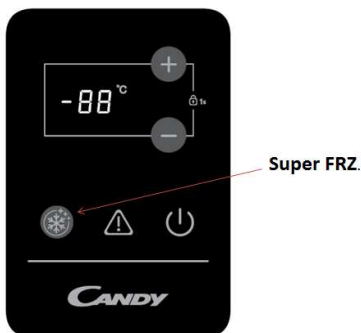 +
-88 °C
1s
−
Super FRZ.
CANDY